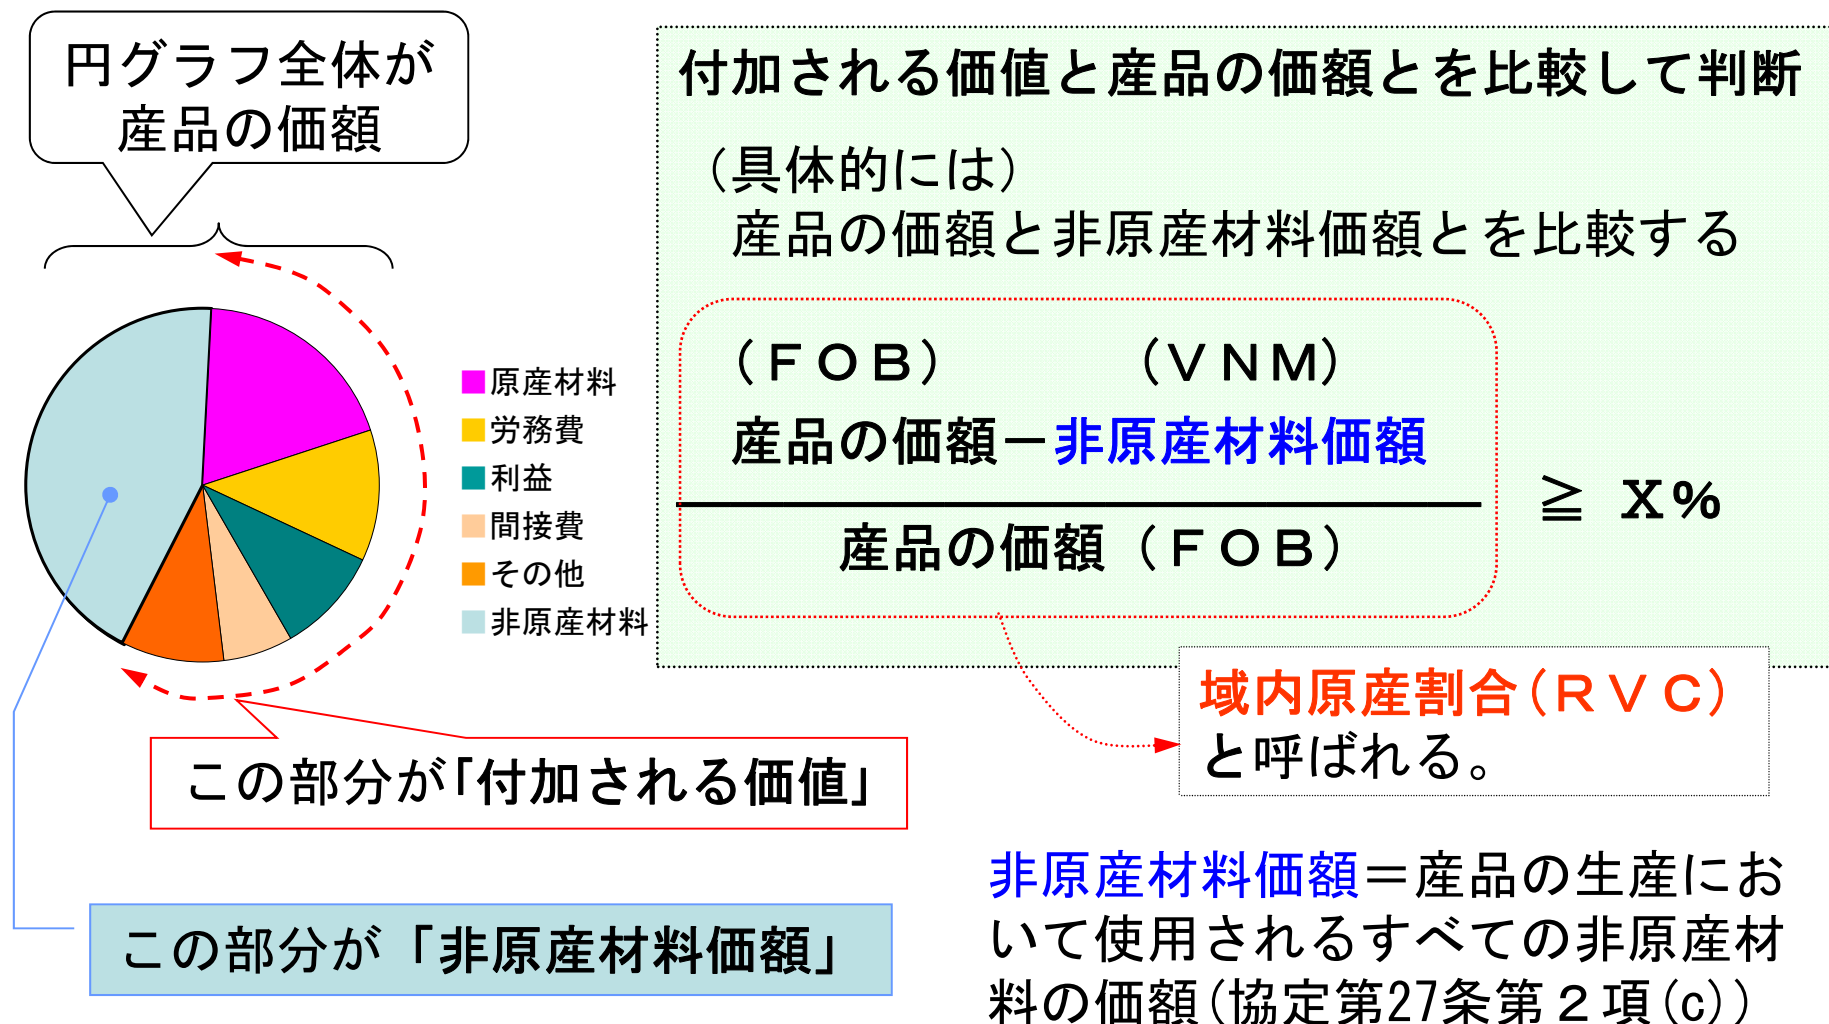 円グラフ全体が
産品の価額
付加される価値と産品の価額とを比較して判断
（具体的には）
産品の価額と非原産材料価額とを比較する
（ＦＯＢ） （ＶＮＭ）
産品の価額－非原産材料価額
産品の価額（ＦＯＢ）
≧ X%
原産材料
労務費
利益
間接費
その他
非原産材料
域内原産割合(ＲＶＣ)
と呼ばれる。
この部分が「付加される価値」
この部分が「非原産材料価額」
非原産材料価額＝産品の生産にお
いて使用されるすべての非原産材
料の価額(協定第27条第２項(c))